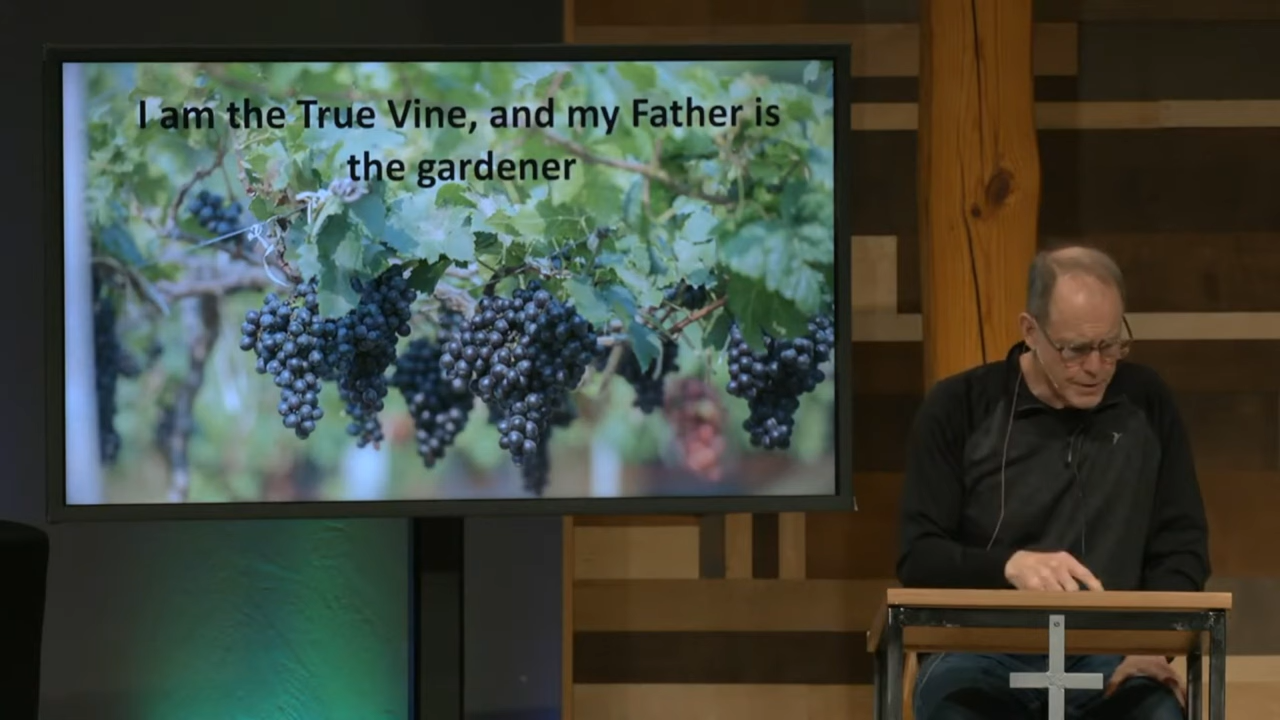 I am the True Vine, and my Father is
the gardener